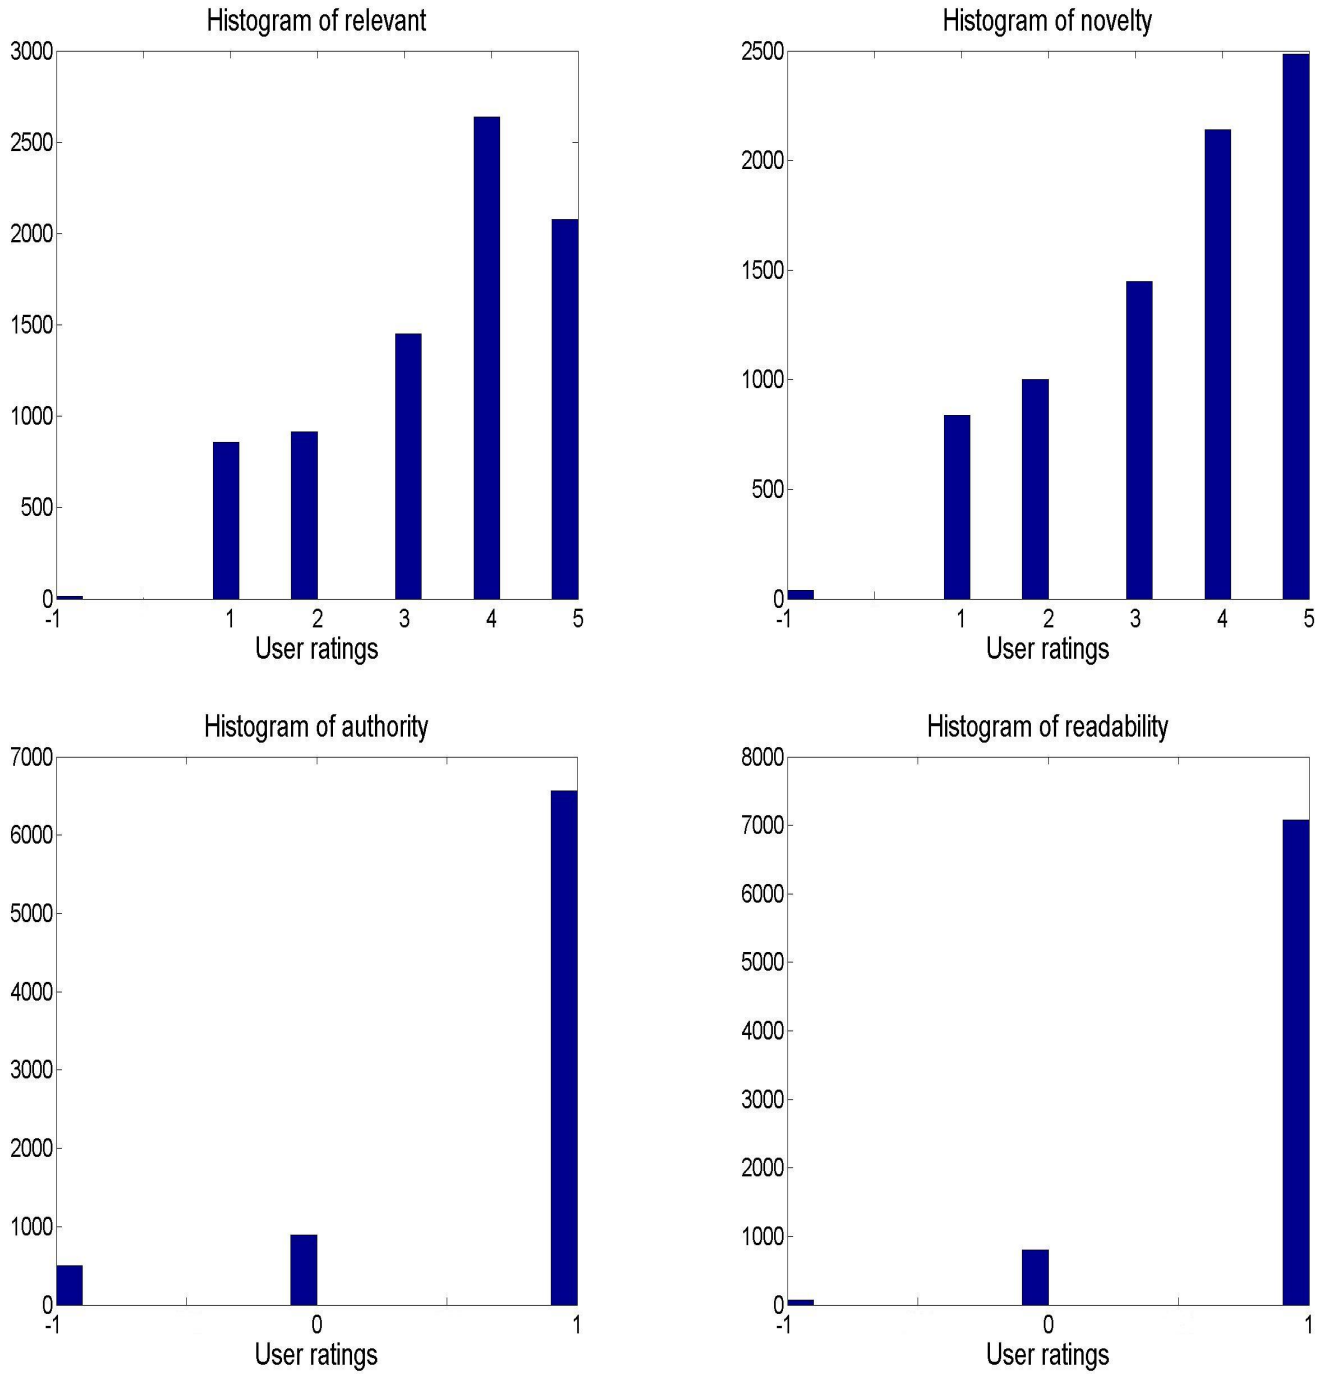 Histogram of relevant
3000
2500
2000
1500
1000
500
0
-1 1 2 3 4 5
User ratings
Histogram of novelty
2500
2000
1500
1000
500
0
-1 1 2 3 4 5
User ratings
Histogram of authority
7000
6000
5000
4000
3000
2000
1000
0
-1 0 1
User ratings
Histogram of readability
8000
7000
6000
5000
4000
3000
2000
1000
0
-1 0 1
User ratings